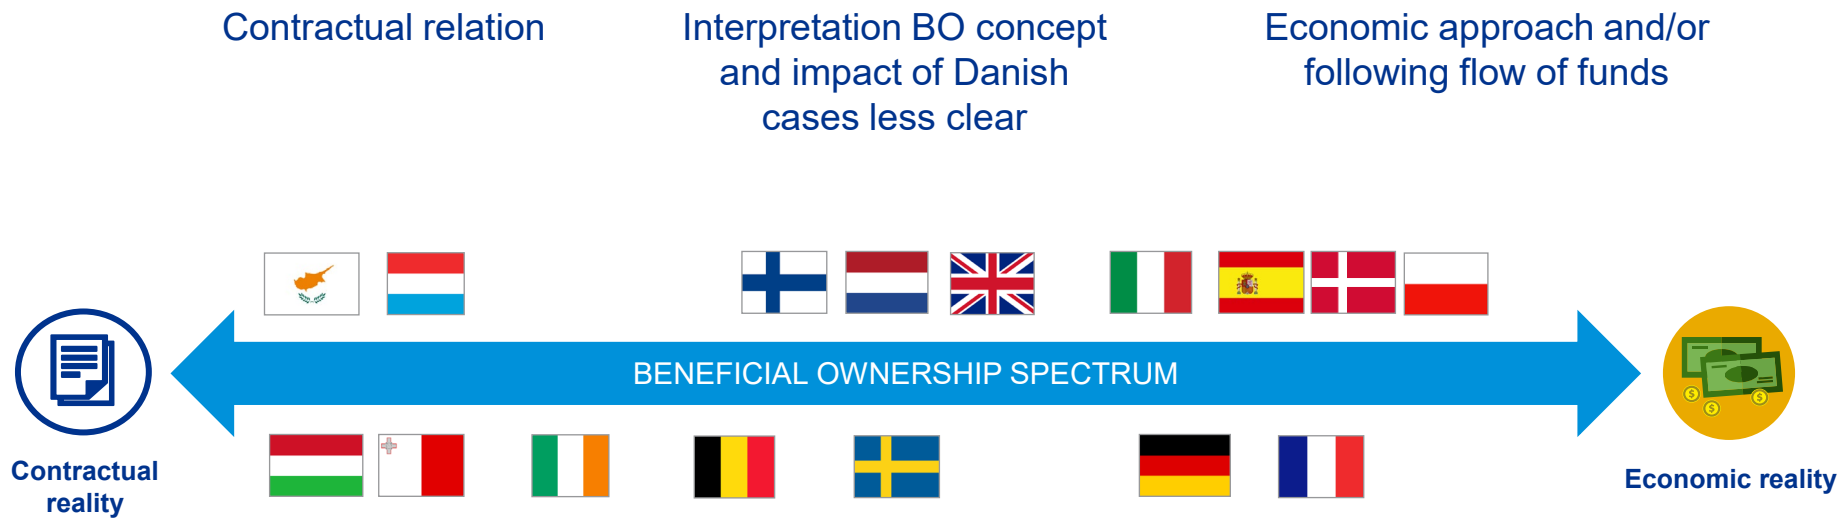 Contractual relation
Interpretation BO concept
and impact of Danish
cases less clear
Economic approach and/or
following flow of funds
BENEFICIAL OWNERSHIP SPECTRUM
Contractual
reality
Economic reality